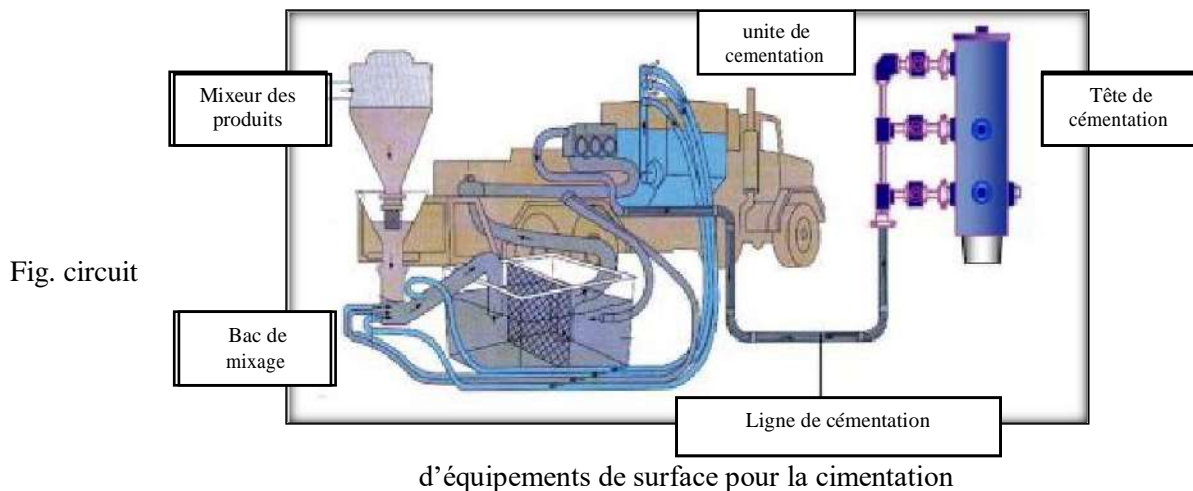 unite de
cementation
Mixeur des
produits
Tête de
cémentation
Fig. circuit
Bac de
mixage
Ligne de cémentation
d’équipements de surface pour la cimentation